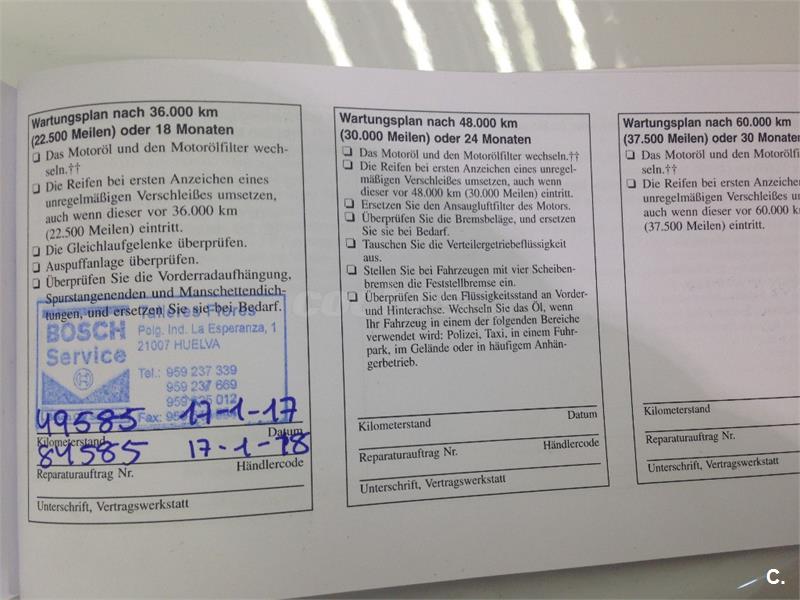 Wartungsplan nach 36.000 km
(22.500 Meilen) oder 18 Monaten
❏ Das Motoröl und den Motorölfilter wech-
seln.††
❏ Die Reifen bei ersten Anzeichen eines
unregelmäßigen Verschleißes umsetzen,
auch wenn dieser vor 36.000 km
(22.500 Meilen) eintritt.
❏ Die Gleichlaufgelenke überprüfen.
❏ Auspuffanlage überprüfen.
❏ Überprüfen Sie die Vorderradaufhängung,
Spurstangenenden und Manschettendich-
tungen, und ersetzen Sie sie bei Bedarf.
Talleres Flores
BOSCH
Service
Polg. Ind. La Esperanza, 1
21007 HUELVA
Tel.: 959 237 339
959 237 669
012
Fax:
49585 17-1-17
Kilometerstand Datum
84585 17-1-18
Reparaturauftrag Nr. Händlercode
Unterschrift, Vertragswerkstatt
Wartungsplan nach 48.000 km
(30.000 Meilen) oder 24 Monaten
❏ Das Motoröl und den Motorölfilter wechseln.††
❏ Die Reifen bei ersten Anzeichen eines unregel-
mäßigen Verschleißes umsetzen, auch wenn
dieser vor 48.000 km (30.000 Meilen) eintritt.
❏ Ersetzen Sie den Ansaugluftfilter des Motors.
❏ Überprüfen Sie die Bremsbeläge, und ersetzen
Sie sie bei Bedarf.
❏ Tauschen Sie die Verteilergetriebeflüssigkeit
aus.
❏ Stellen Sie bei Fahrzeugen mit vier Scheiben-
bremsen die Feststellbremse ein.
❏ Überprüfen Sie den Flüssigkeitsstand an Vorder-
und Hinterachse. Wechseln Sie das Öl, wenn
Ihr Fahrzeug in einem der folgenden Bereiche
verwendet wird: Polizei, Taxi, in einem Fuhr-
park, im Gelände oder in häufigem Anhän-
gerbetrieb.
Kilometerstand Datum
Reparaturauftrag Nr. Händlercode
Unterschrift, Vertragswerkstatt
Wartungsplan nach 60.000 km
(37.500 Meilen) oder 30 Monaten
❏ Das Motoröl und den Motorölfi
seln.††
❏ Die Reifen bei ersten Anzeichen
unregelmäßigen Verschleißes u
auch wenn dieser vor 60.000 k
(37.500 Meilen) eintritt.
Kilometerstand
Reparaturauftrag Nr.
Unterschrift, Vertragswerkstatt
C.